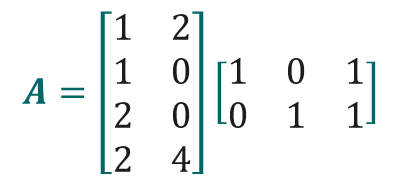 A = [1 2
1 0
2 0
2 4] [1 0 1
0 1 1]